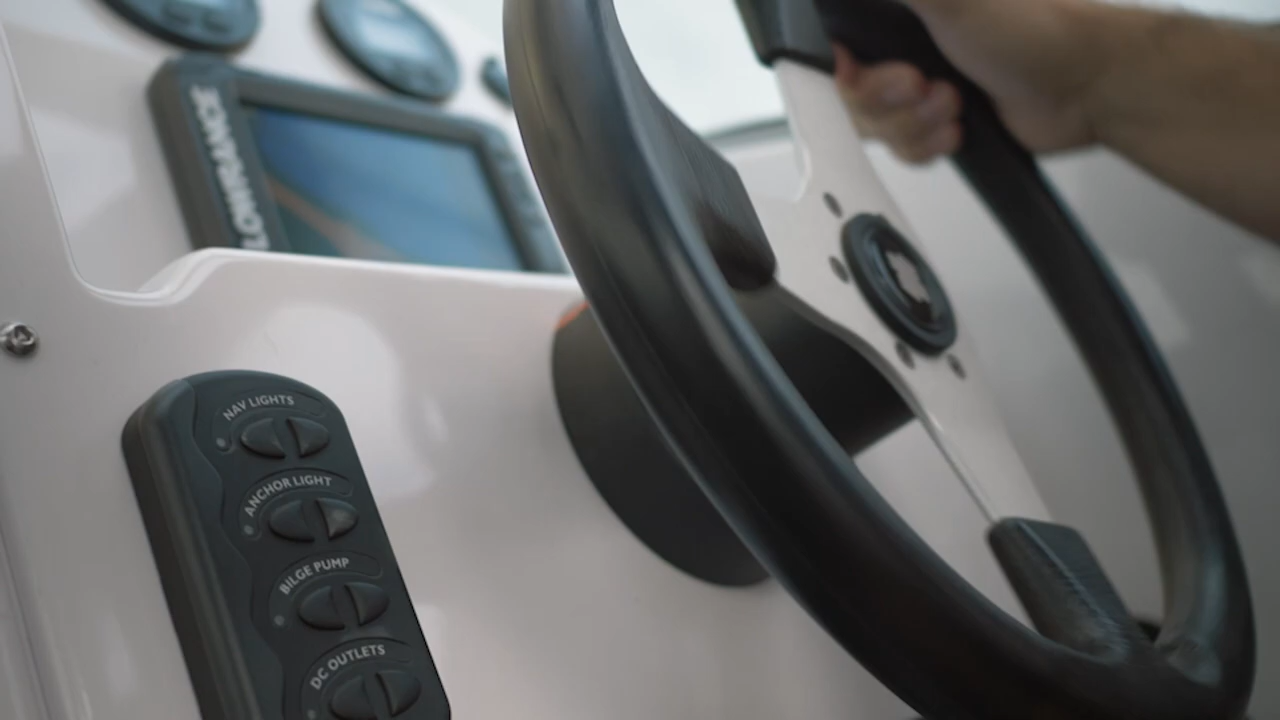 LOWRANCE
NAV LIGHTS
ANCHOR LIGHT
BILGE PUMP
DC OUTLETS